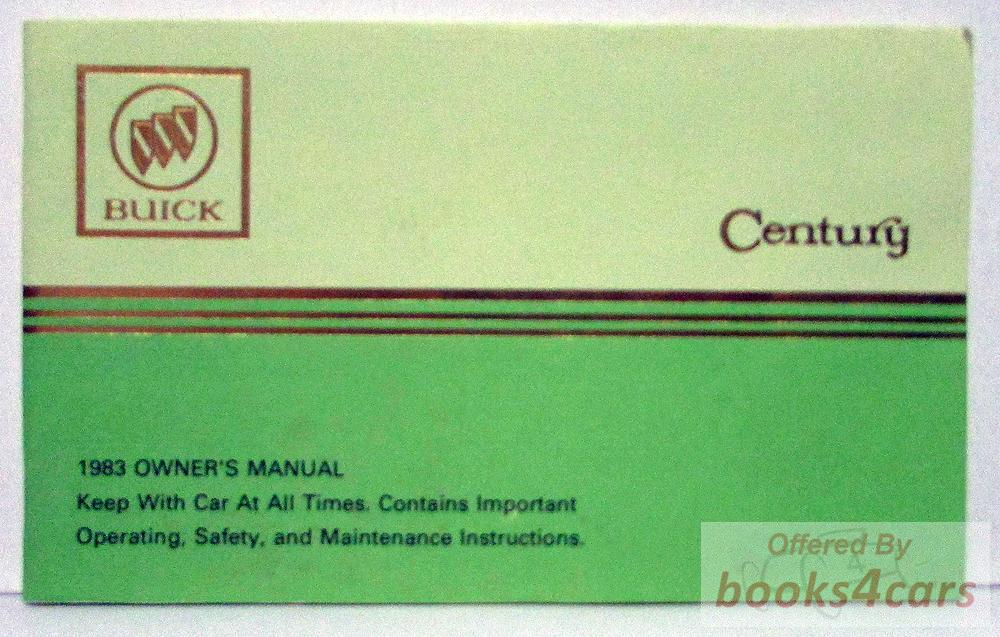 BUICK
Century
1983 OWNER'S MANUAL
Keep With Car At All Times. Contains Important
Operating, Safety, and Maintenance Instructions.
Offered By
books4cars